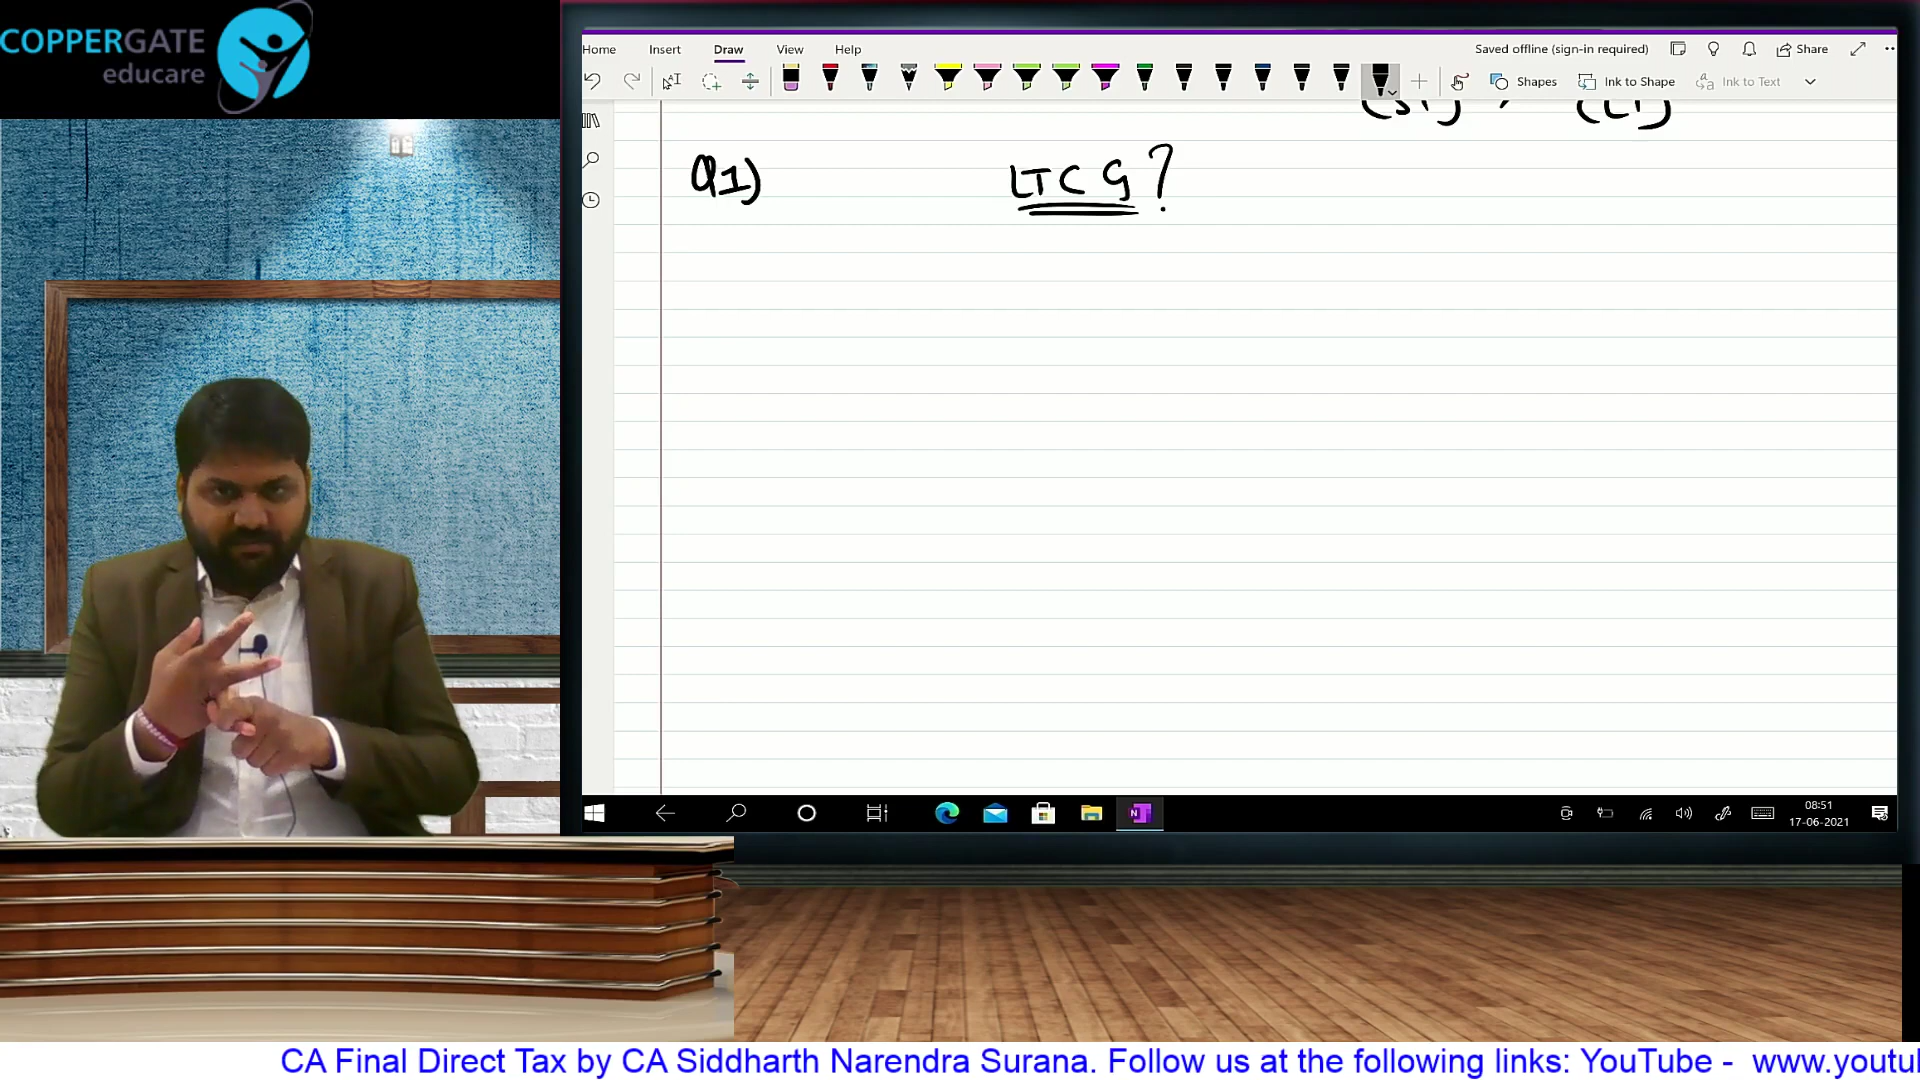 COPPERGATE
educare
Home Insert Draw View Help
Saved offline (sign-in required) Share
Shapes Ink to Shape Ink to Text
(ST) , (LT)
Q1) LTCG?
08:51
17-06-2021
CA Final Direct Tax by CA Siddharth Narendra Surana. Follow us at the following links: YouTube - www.youtu